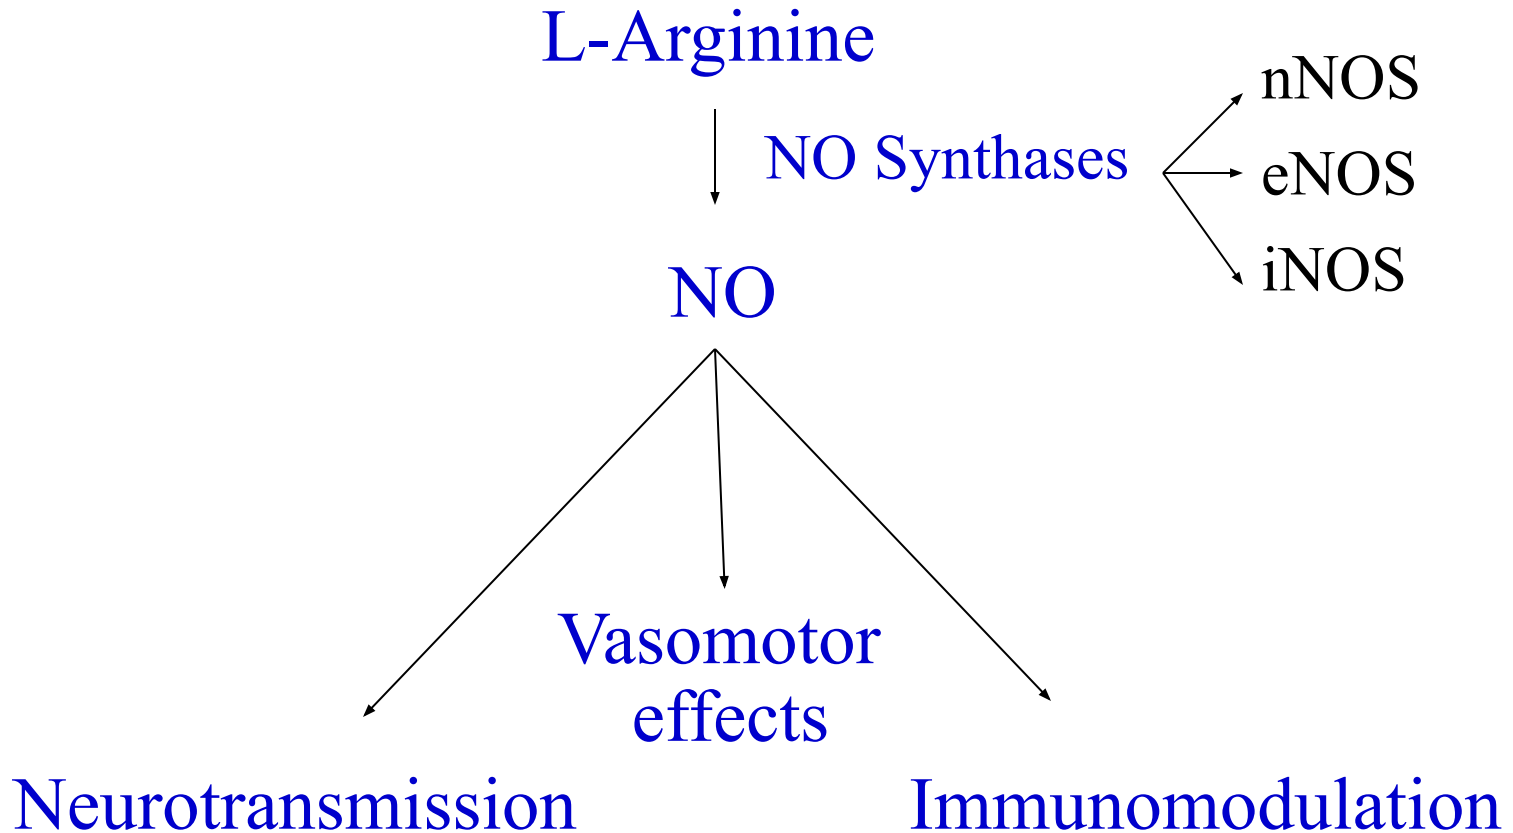 L-Arginine
nNOS
NO Synthases
eNOS
iNOS
NO
Vasomotor
effects
Neurotransmission
Immunomodulation